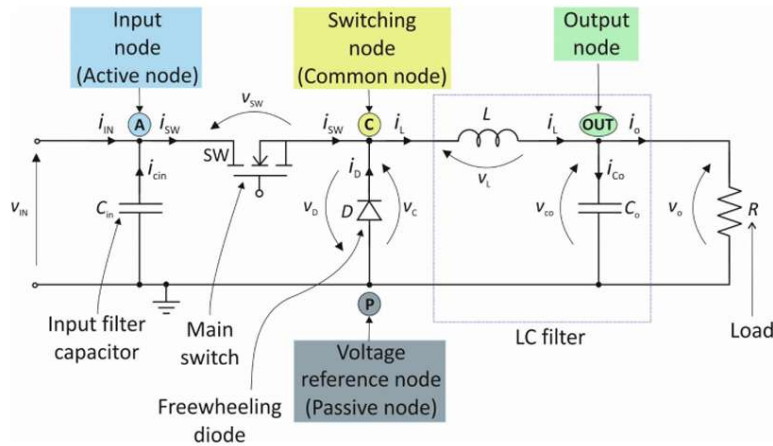 Input
node
(Active node)
Switching
node
(Common node)
Output
node
v_SW
i_IN
A
i_SW
i_SW
C
i_L
L
i_L
OUT
i_o
SW
i_cin
i_D
v_L
i_Co
v_IN
C_in
v_D
D
v_C
v_co
C_o
v_o
R
P
Input filter
capacitor
Main
switch
Freewheeling
diode
Voltage
reference node
(Passive node)
LC filter
Load